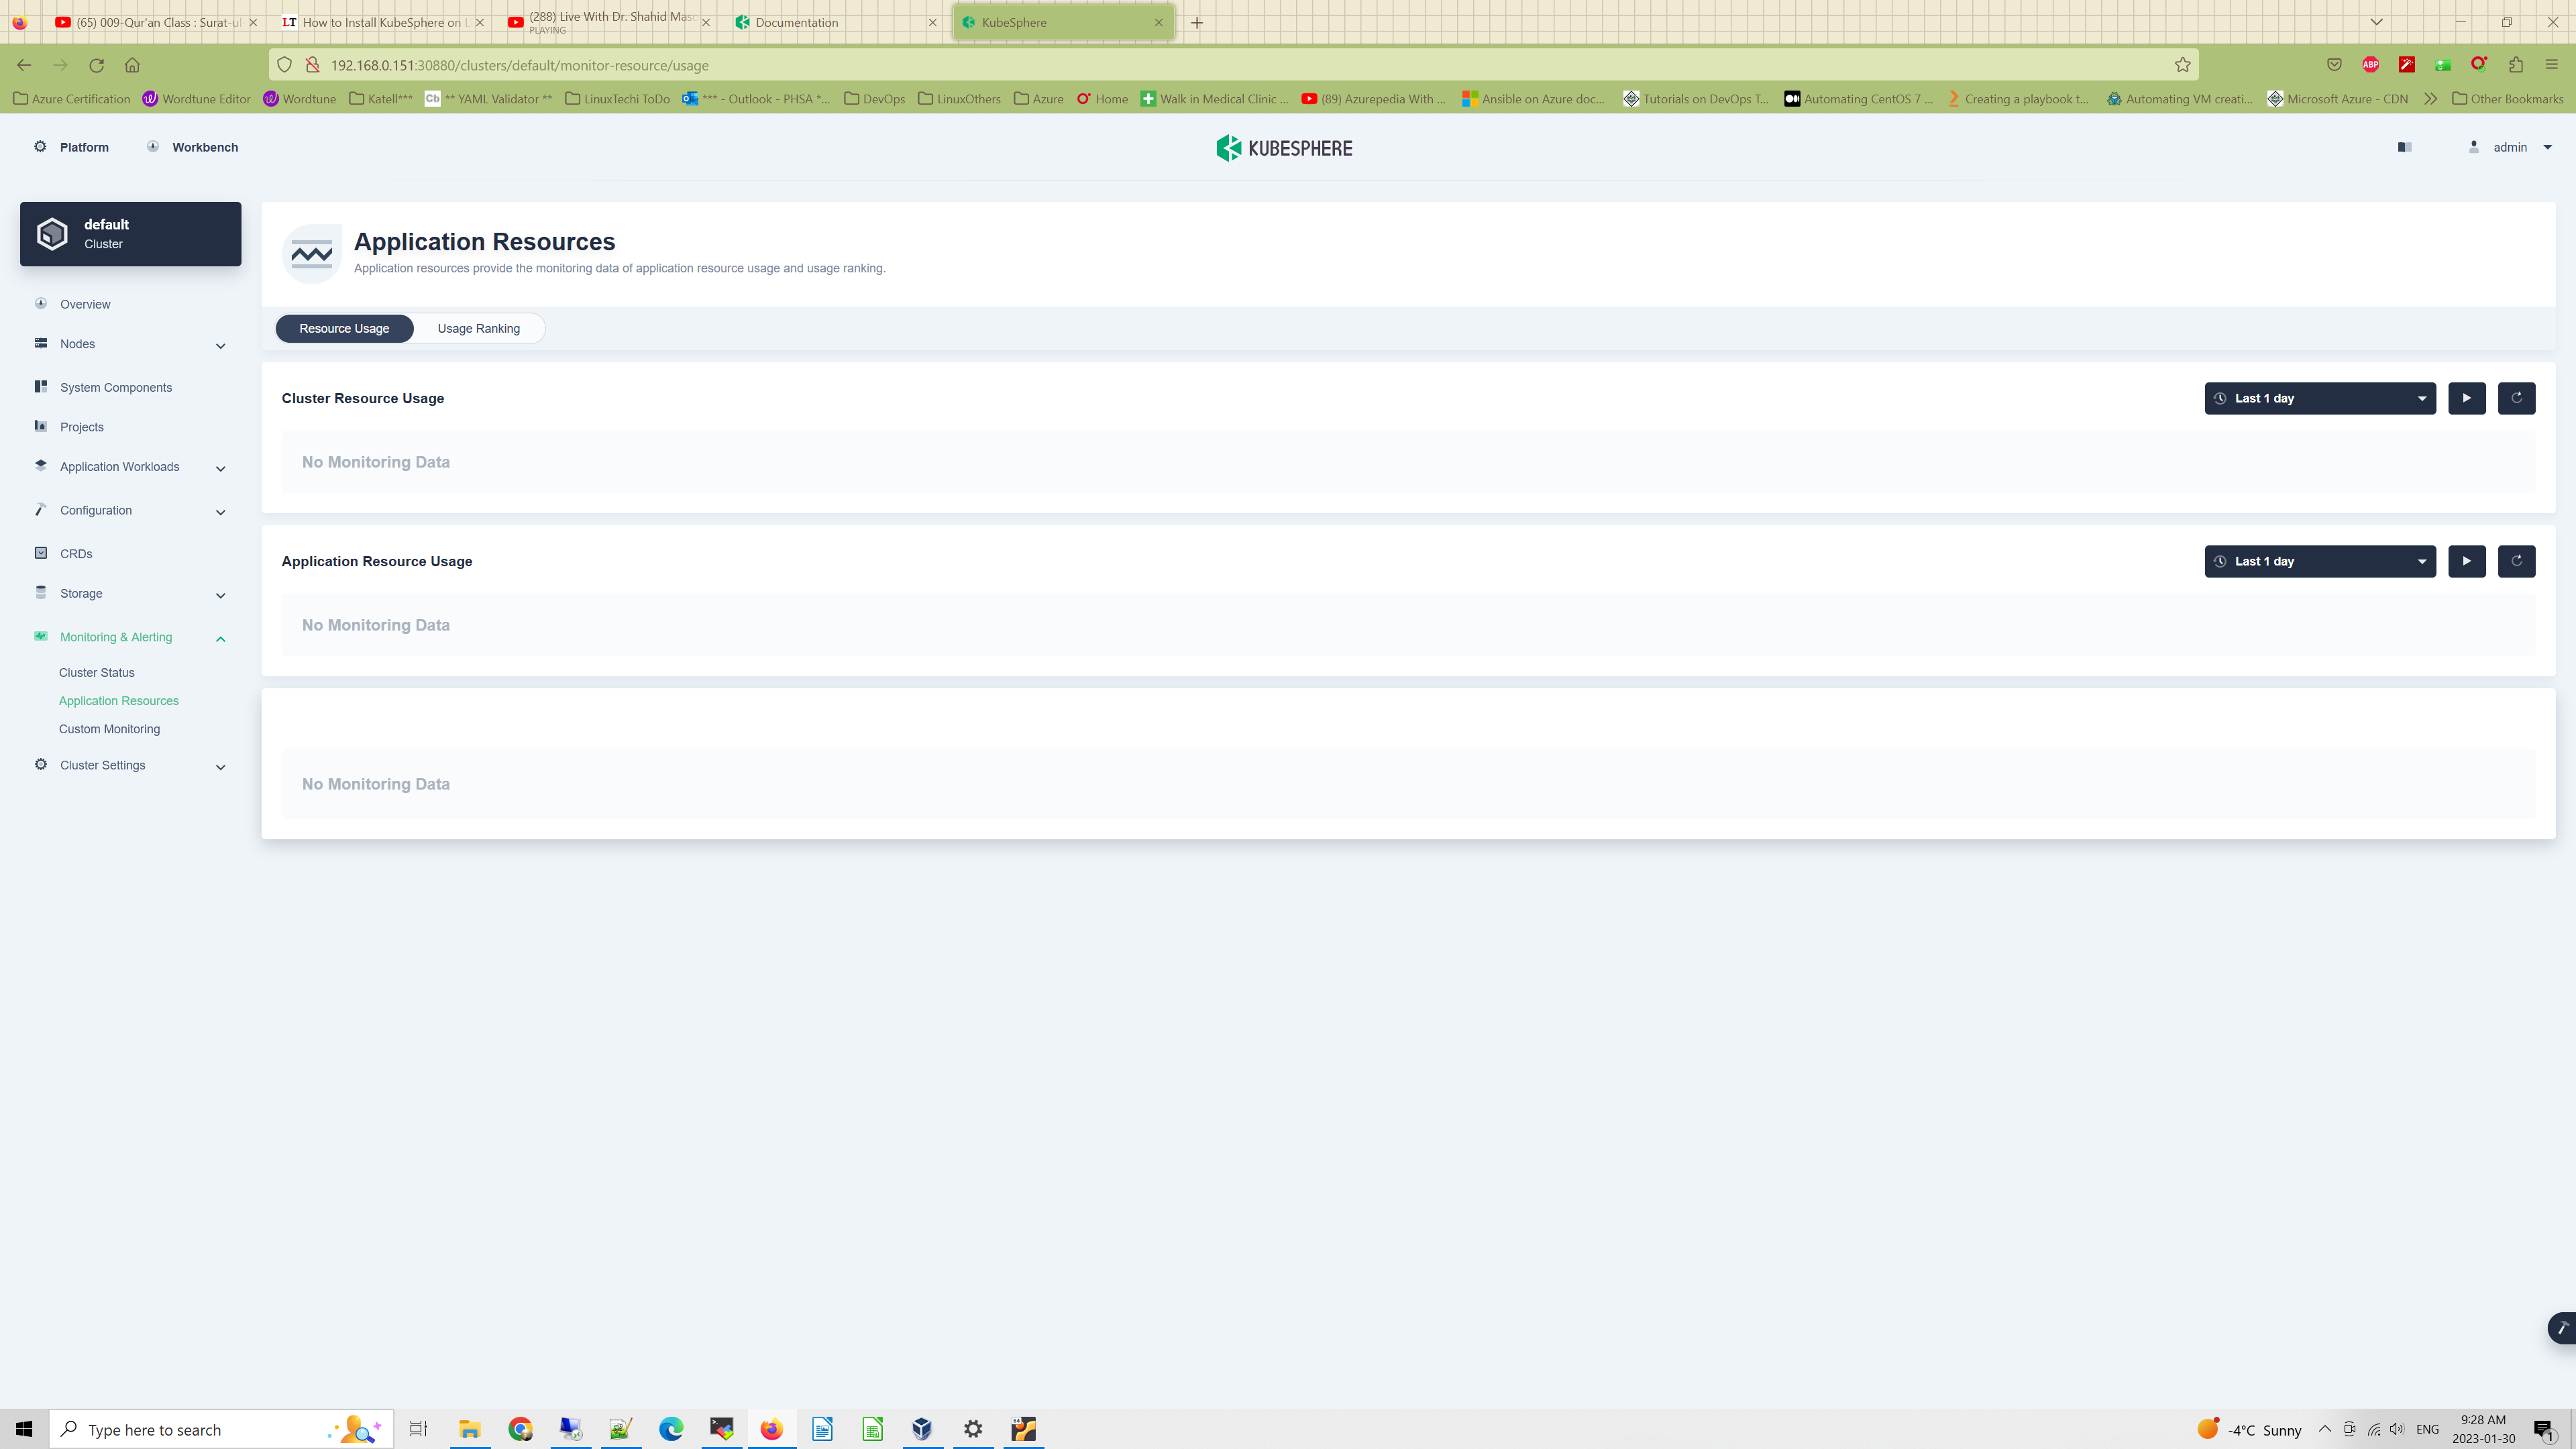 (65) 009-Qur'an Class : Surat-ul
LT How to Install KubeSphere on L
(288) Live With Dr. Shahid Maso
PLAYING
Documentation
KubeSphere
192.168.0.151:30880/clusters/default/monitor-resource/usage
ABP
Azure Certification
Wordtune Editor
Wordtune
Katell***
Cb ** YAML Validator **
LinuxTechi ToDo
*** - Outlook - PHSA *...
DevOps
LinuxOthers
Azure
Home
Walk in Medical Clinic ...
(89) Azurepedia With ...
Ansible on Azure doc...
Tutorials on DevOps T...
Automating CentOS 7 ...
Creating a playbook t...
Automating VM creati...
Microsoft Azure - CDN
Other Bookmarks
Platform
Workbench
KUBESPHERE
admin
default
Cluster
Overview
Nodes
System Components
Projects
Application Workloads
Configuration
CRDs
Storage
Monitoring & Alerting
Cluster Status
Application Resources
Custom Monitoring
Cluster Settings
Application Resources
Application resources provide the monitoring data of application resource usage and usage ranking.
Resource Usage
Usage Ranking
Cluster Resource Usage
Last 1 day
No Monitoring Data
Application Resource Usage
Last 1 day
No Monitoring Data
No Monitoring Data
Type here to search
-4°C Sunny
ENG
9:28 AM
2023-01-30
1